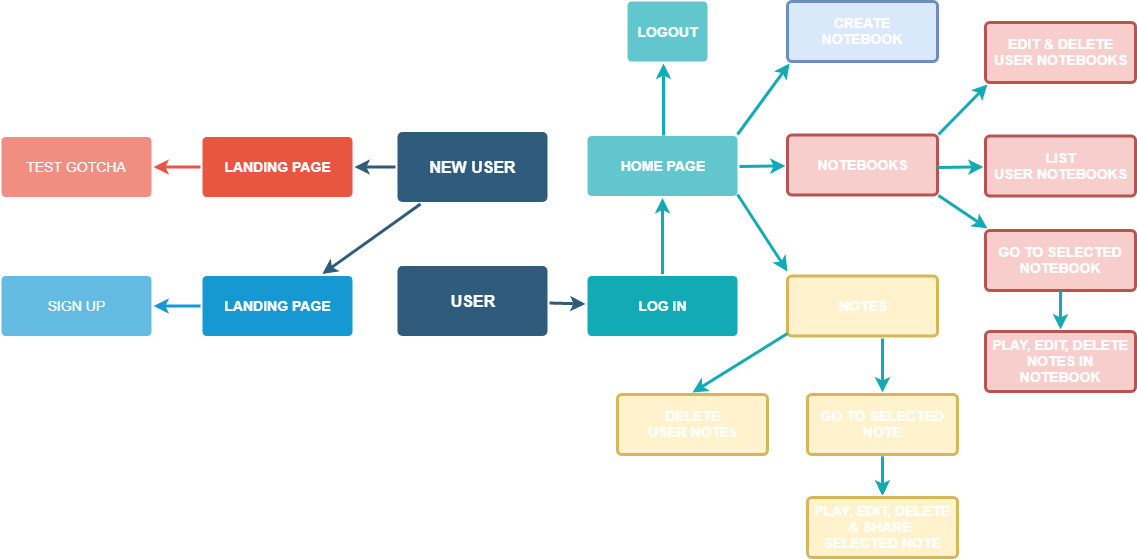 LOGOUT
CREATE
NOTEBOOK
EDIT & DELETE
USER NOTEBOOKS
TEST GOTCHA
LANDING PAGE
NEW USER
HOME PAGE
NOTEBOOKS
LIST
USER NOTEBOOKS
GO TO SELECTED
NOTEBOOK
SIGN UP
LANDING PAGE
USER
LOG IN
NOTES
PLAY, EDIT, DELETE
NOTES IN
NOTEBOOK
DELETE
USER NOTEs
GO TO SELECTED
NOTE
PLAY, EDIT, DELETE
& SHARE
SELECTED NOTE